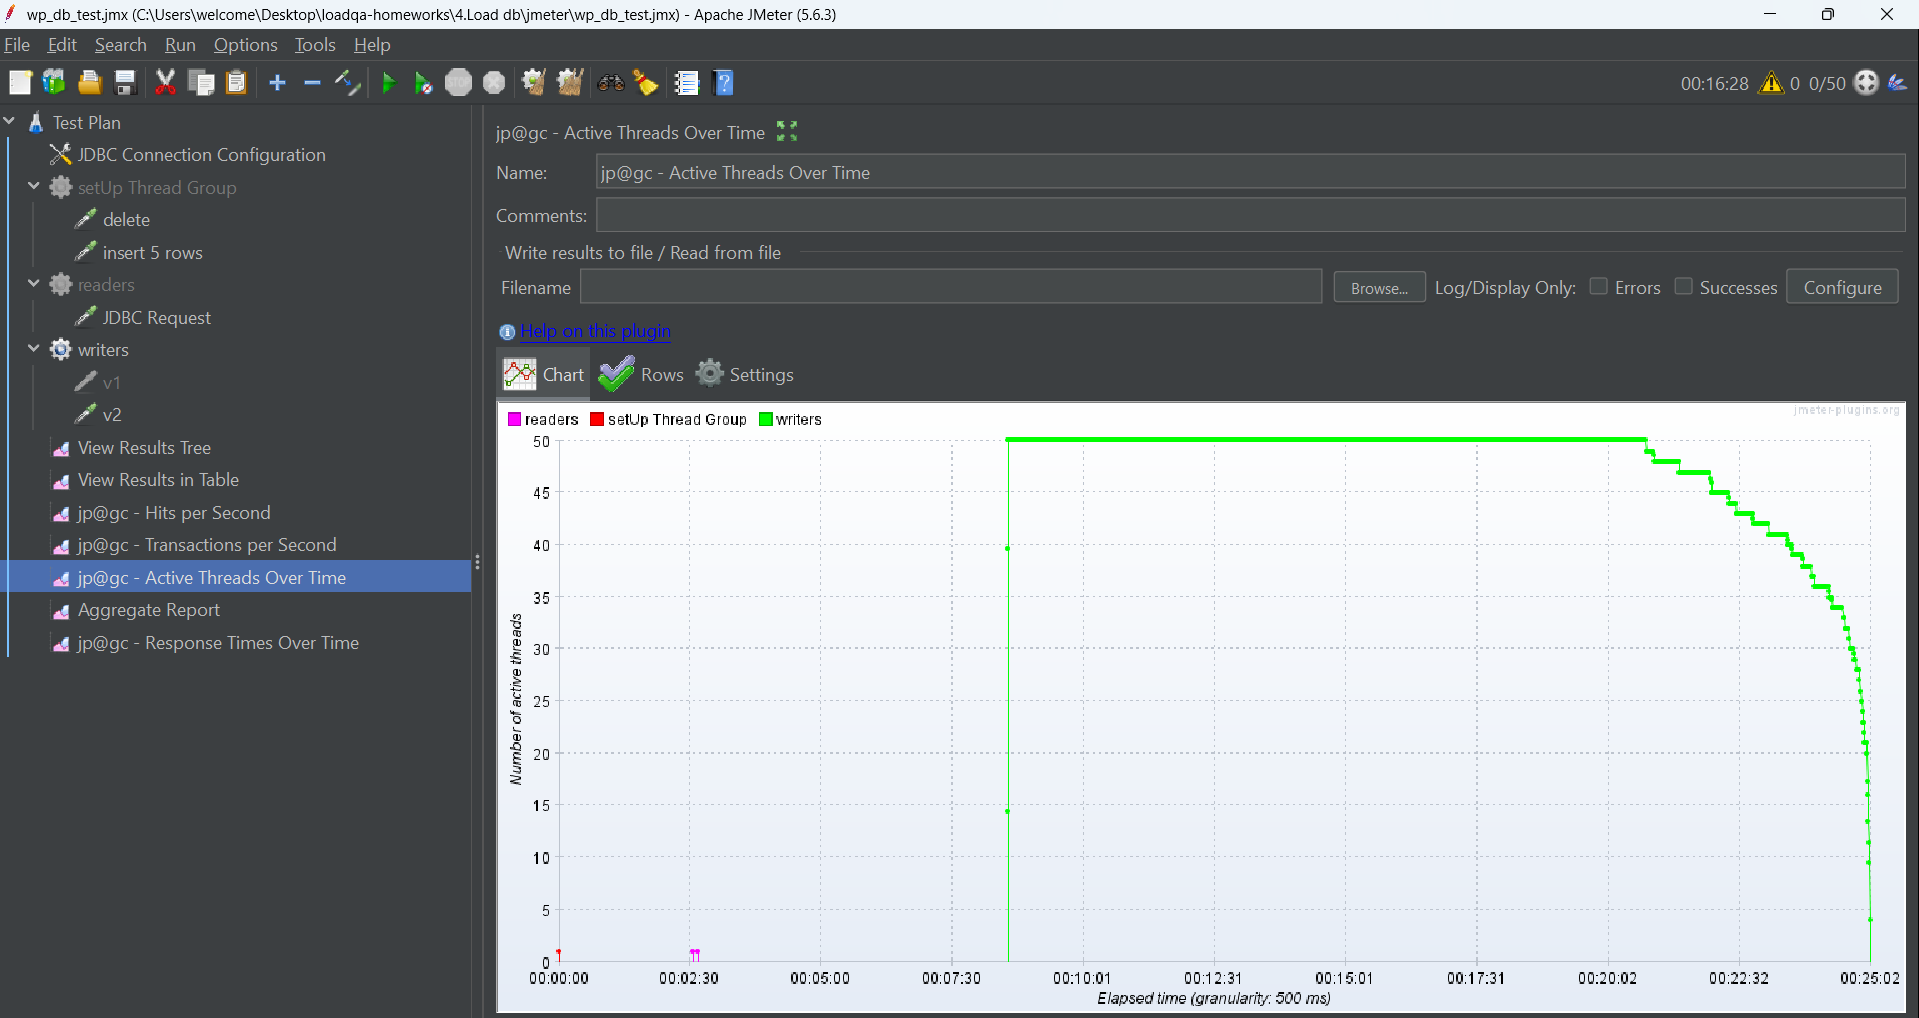 wp_db_test.jmx (C:\Users\welcome\Desktop\loadqa-homeworks\4.Load db\jmeter\wp_db_test.jmx) - Apache JMeter (5.6.3)
File Edit Search Run Options Tools Help
STOP
00:16:28 0 0/50
Test Plan
JDBC Connection Configuration
setUp Thread Group
delete
insert 5 rows
readers
JDBC Request
writers
v1
v2
View Results Tree
View Results in Table
jp@gc - Hits per Second
jp@gc - Transactions per Second
jp@gc - Active Threads Over Time
Aggregate Report
jp@gc - Response Times Over Time
jp@gc - Active Threads Over Time
Name: jp@gc - Active Threads Over Time
Comments:
Write results to file / Read from file
Filename Browse... Log/Display Only: Errors Successes Configure
Help on this plugin
Chart Rows Settings
jmeter-plugins.org
readers setUp Thread Group writers
50
45
40
35
30
25
20
15
10
5
0
Number of active threads
00:00:00 00:02:30 00:05:00 00:07:30 00:10:01 00:12:31 00:15:01 00:17:31 00:20:02 00:22:32 00:25:02
Elapsed time (granularity: 500 ms)